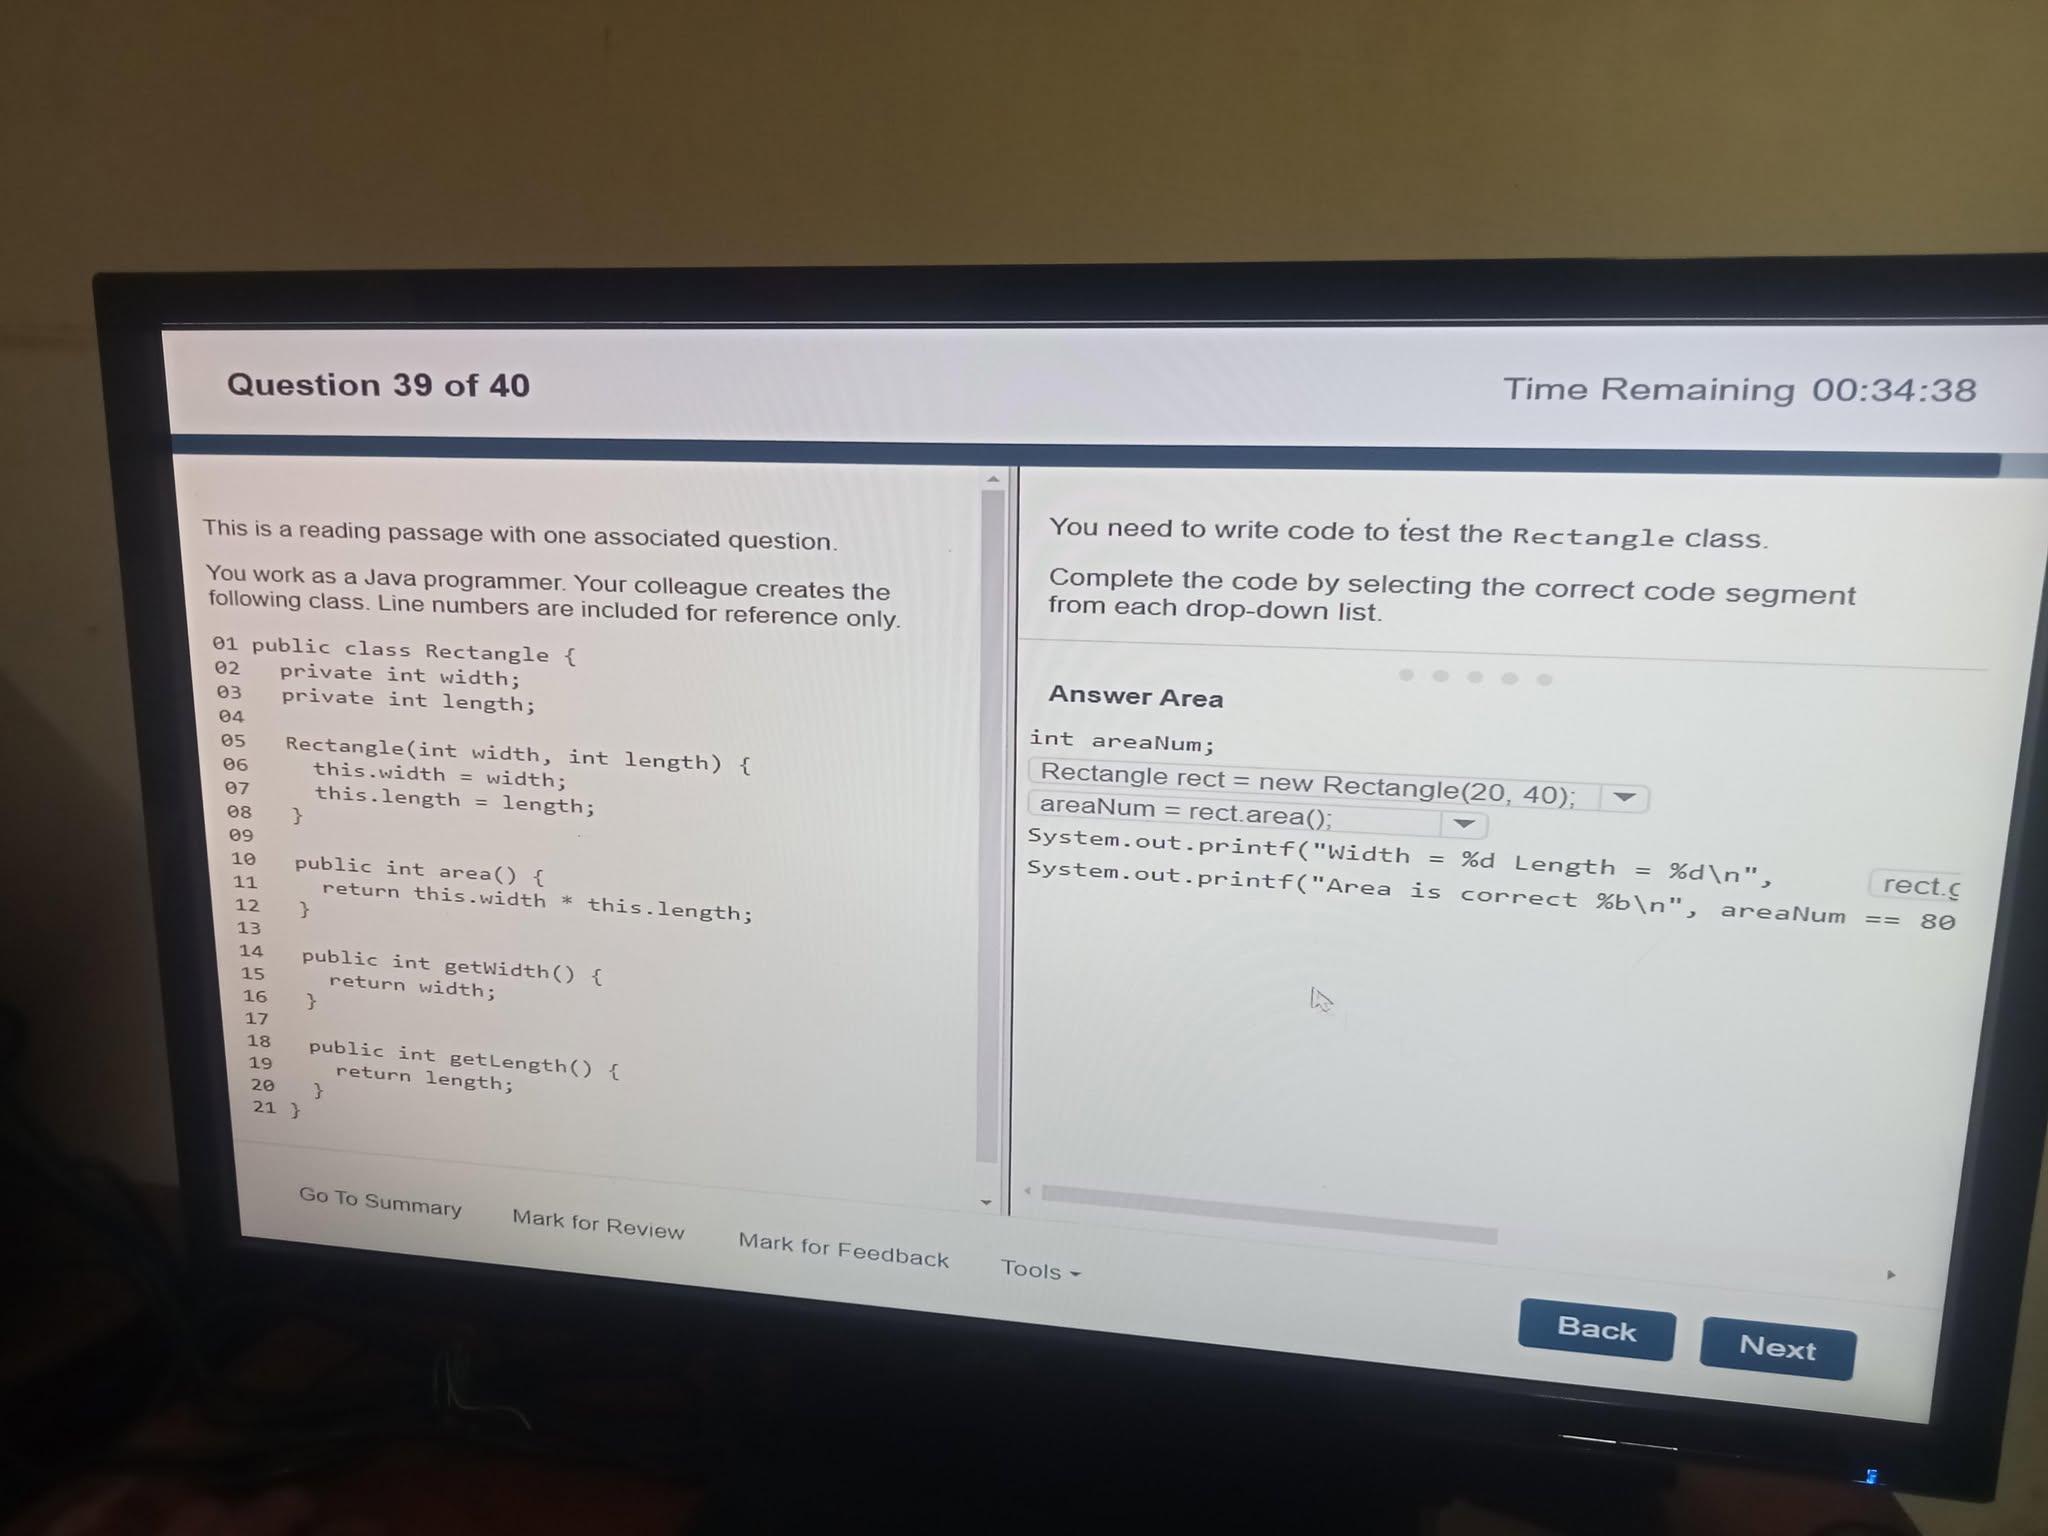 Question 39 of 40
Time Remaining 00:34:38
This is a reading passage with one associated question.
You work as a Java programmer. Your colleague creates the
following class. Line numbers are included for reference only.
01 public class Rectangle {
02 private int width;
03 private int length;
04
05 Rectangle(int width, int length) {
06 this.width = width;
07 this.length = length;
08 }
09
10 public int area() {
11 return this.width * this.length;
12 }
13
14 public int getWidth() {
15 return width;
16 }
17
18 public int getLength() {
19 return length;
20 }
21 }
You need to write code to test the Rectangle class.
Complete the code by selecting the correct code segment
from each drop-down list.
Answer Area
int areaNum;
Rectangle rect = new Rectangle(20, 40);
areaNum = rect.area();
System.out.printf("Width = %d Length = %d\n", rect.g
System.out.printf("Area is correct %b\n", areaNum == 80
Go To Summary
Mark for Review
Mark for Feedback
Tools
Back
Next